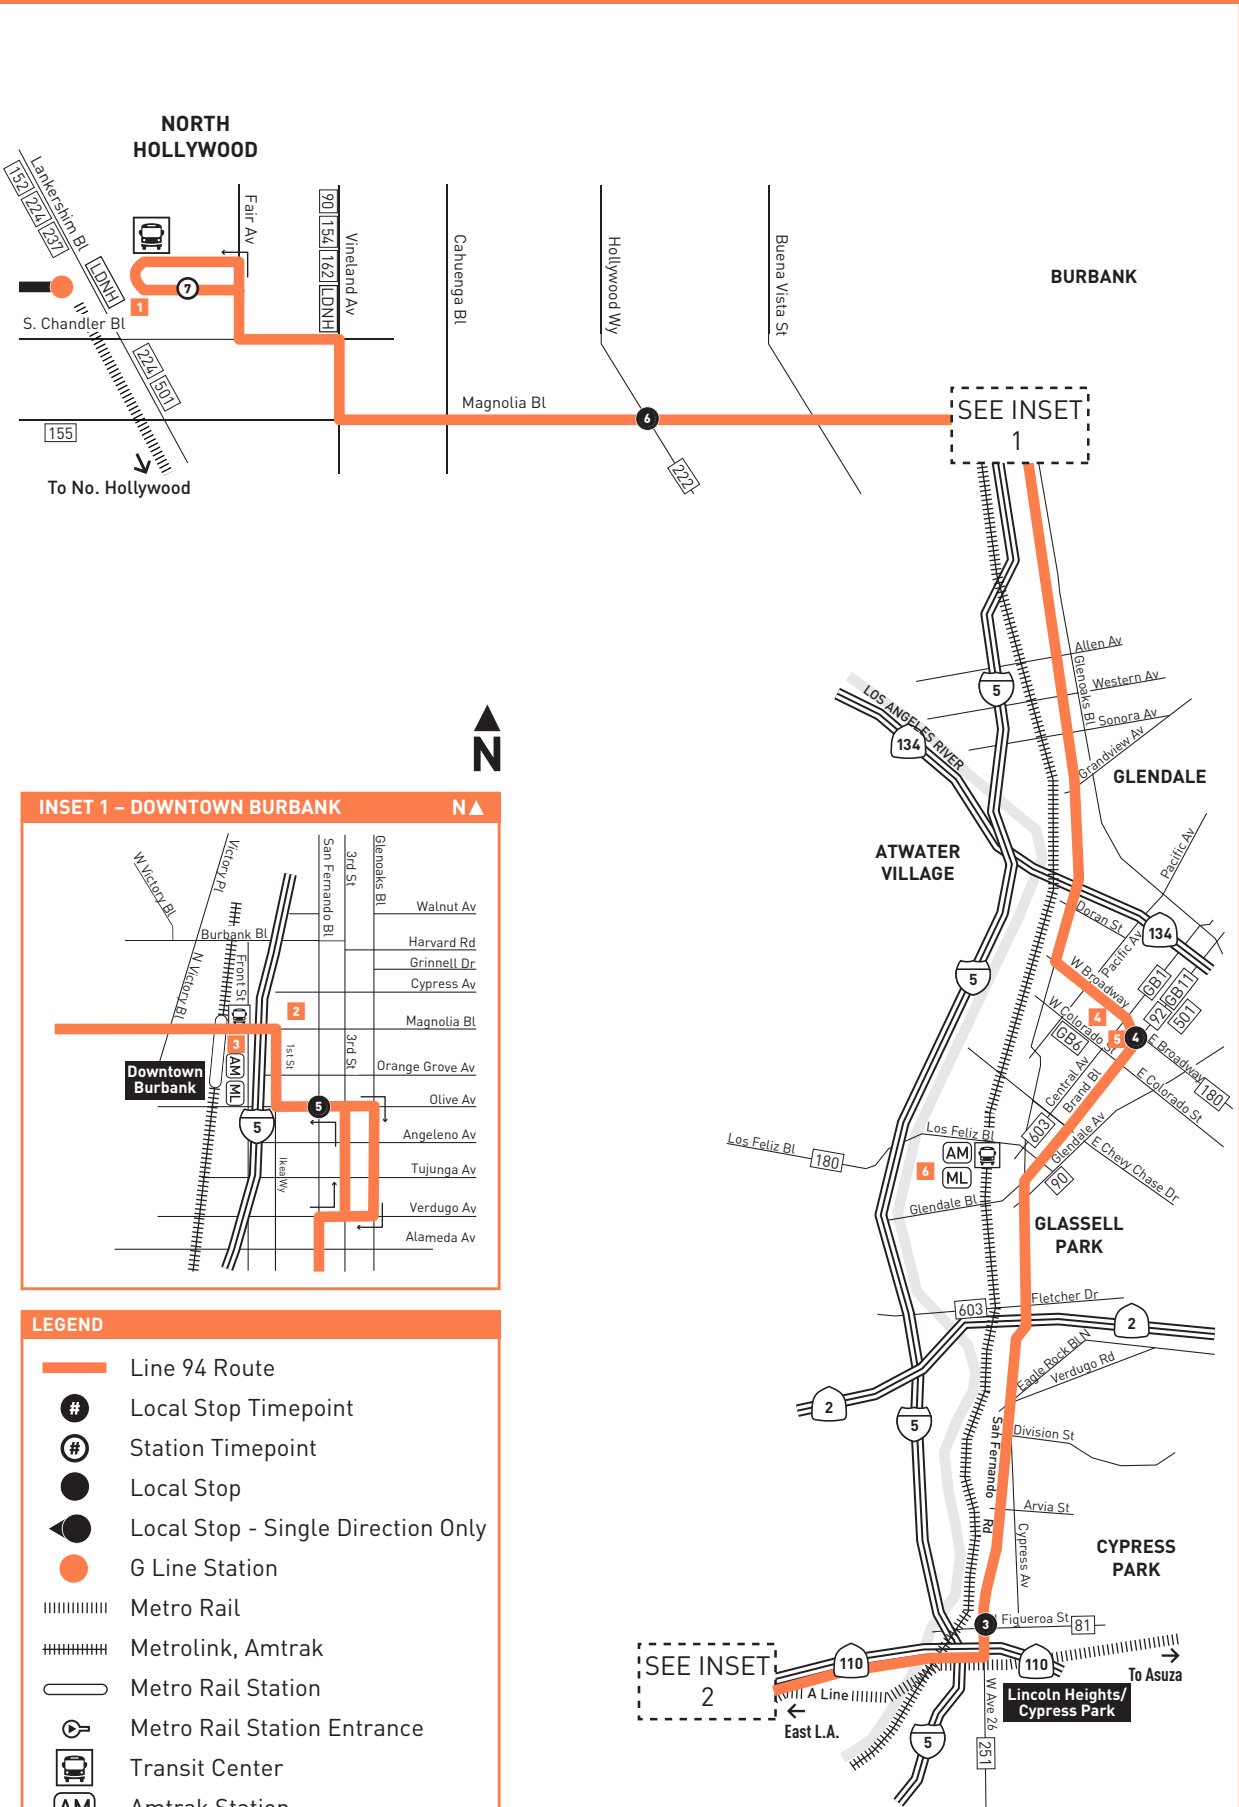 NORTH
HOLLYWOOD
Lankershim Bl
152 224 237
LDNH
Fair Av
90 154 162 LDNH
Vineland Av
Cahuenga Bl
Hollywood Wy
Buena Vista St
BURBANK
7
1
S. Chandler Bl
224 501
155
To No. Hollywood
Magnolia Bl
6
222
SEE INSET
1
N
Allen Av
Western Av
Glenoaks Bl
5
Sonora Av
Grandview Av
LOS ANGELES RIVER
134
GLENDALE
ATWATER
VILLAGE
Pacific Av
Doran St
134
Pacific Av
W Broadway
5
GB1
GB11
92
501
W Colorado St
4
5
4
GB6
E Broadway
180
Central Av
Brand Bl
E Colorado St
603
Glendale Av
E Chevy Chase Dr
Los Feliz Bl
180
Los Feliz Bl
6
AM
ML
90
Glendale Bl
GLASSELL
PARK
603
Fletcher Dr
2
Eagle Rock Bl N
Verdugo Rd
2
5
San Fernando Rd
Division St
Arvia St
Cypress Av
CYPRESS
PARK
3
Figueroa St
81
SEE INSET
2
110
110
To Asuza
A Line
East L.A.
W Ave 26
Lincoln Heights/
Cypress Park
5
251
INSET 1 – DOWNTOWN BURBANK N
W Victory Bl
Victory Pl
San Fernando Bl
3rd St
Glenoaks Bl
Walnut Av
Burbank Bl
Harvard Rd
N Victory Bl
Front St
Grinnell Dr
Cypress Av
2
Magnolia Bl
3
1st St
3rd St
AM
ML
Downtown
Burbank
Orange Grove Av
5
Olive Av
5
Angeleno Av
Ikea Wy
Tujunga Av
Verdugo Av
Alameda Av
LEGEND
Line 94 Route
# Local Stop Timepoint
# Station Timepoint
Local Stop
Local Stop - Single Direction Only
G Line Station
Metro Rail
Metrolink, Amtrak
Metro Rail Station
Metro Rail Station Entrance
Transit Center
AM Amtrak Station